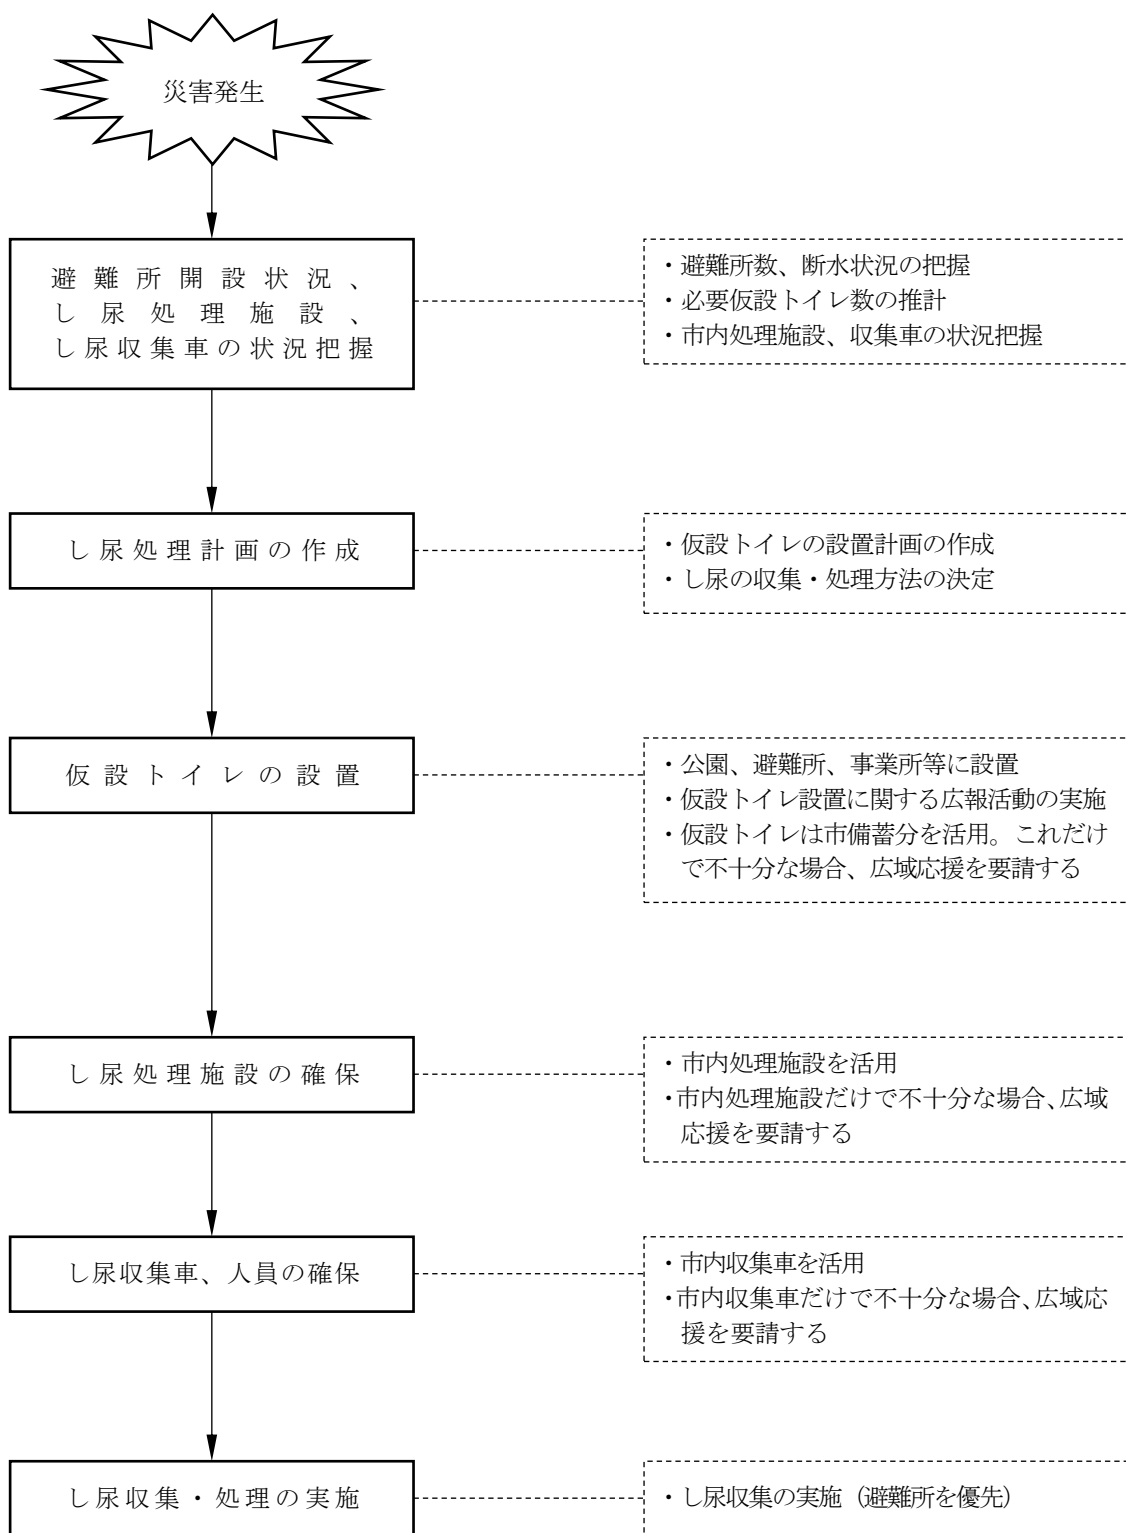 災害発生
避難所開設状況、
し尿処理施設、
し尿収集車の状況把握
・避難所数、断水状況の把握
・必要仮設トイレ数の推計
・市内処理施設、収集車の状況把握
し尿処理計画の作成
・仮設トイレの設置計画の作成
・し尿の収集・処理方法の決定
仮設トイレの設置
・公園、避難所、事業所等に設置
・仮設トイレ設置に関する広報活動の実施
・仮設トイレは市備蓄分を活用。これだけ
で不十分な場合、広域応援を要請する
し尿処理施設の確保
・市内処理施設を活用
・市内処理施設だけで不十分な場合、広域
応援を要請する
し尿収集車、人員の確保
・市内収集車を活用
・市内収集車だけで不十分な場合、広域応
援を要請する
し尿収集・処理の実施
・し尿収集の実施（避難所を優先）